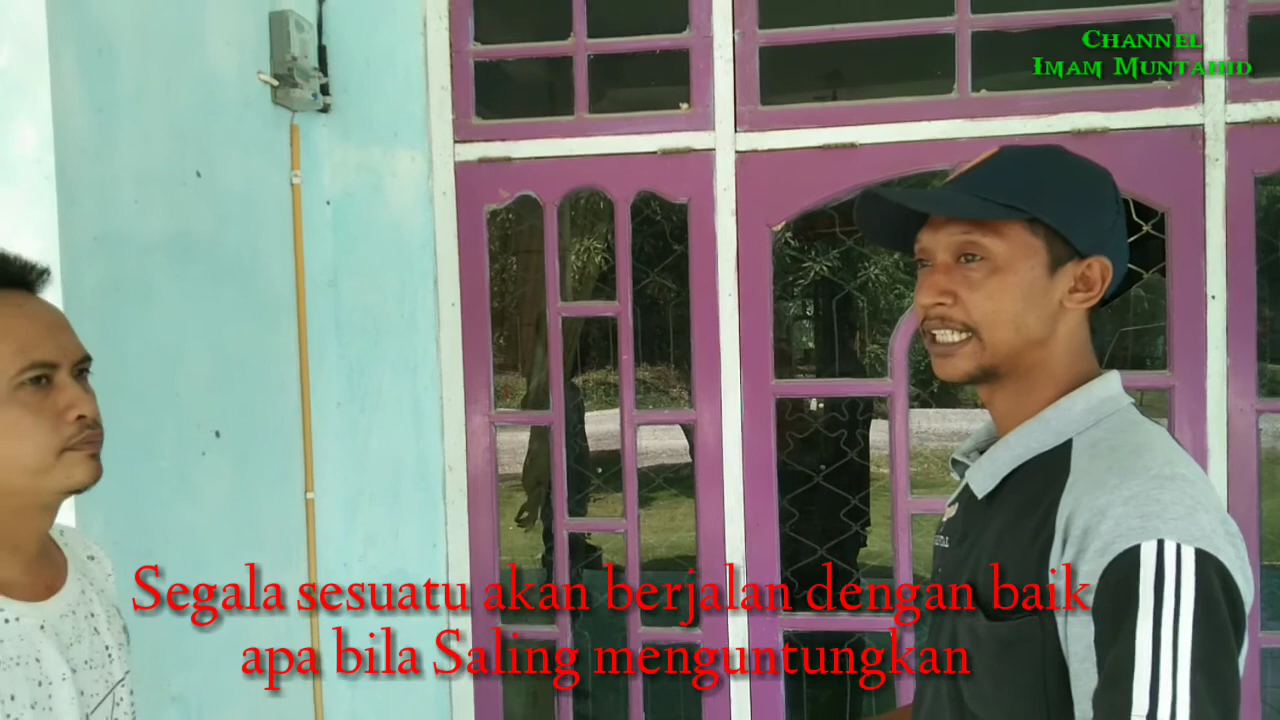 Channel
Imam Muntahid
Segala sesuatu akan berjalan dengan baik
apa bila Saling menguntungkan